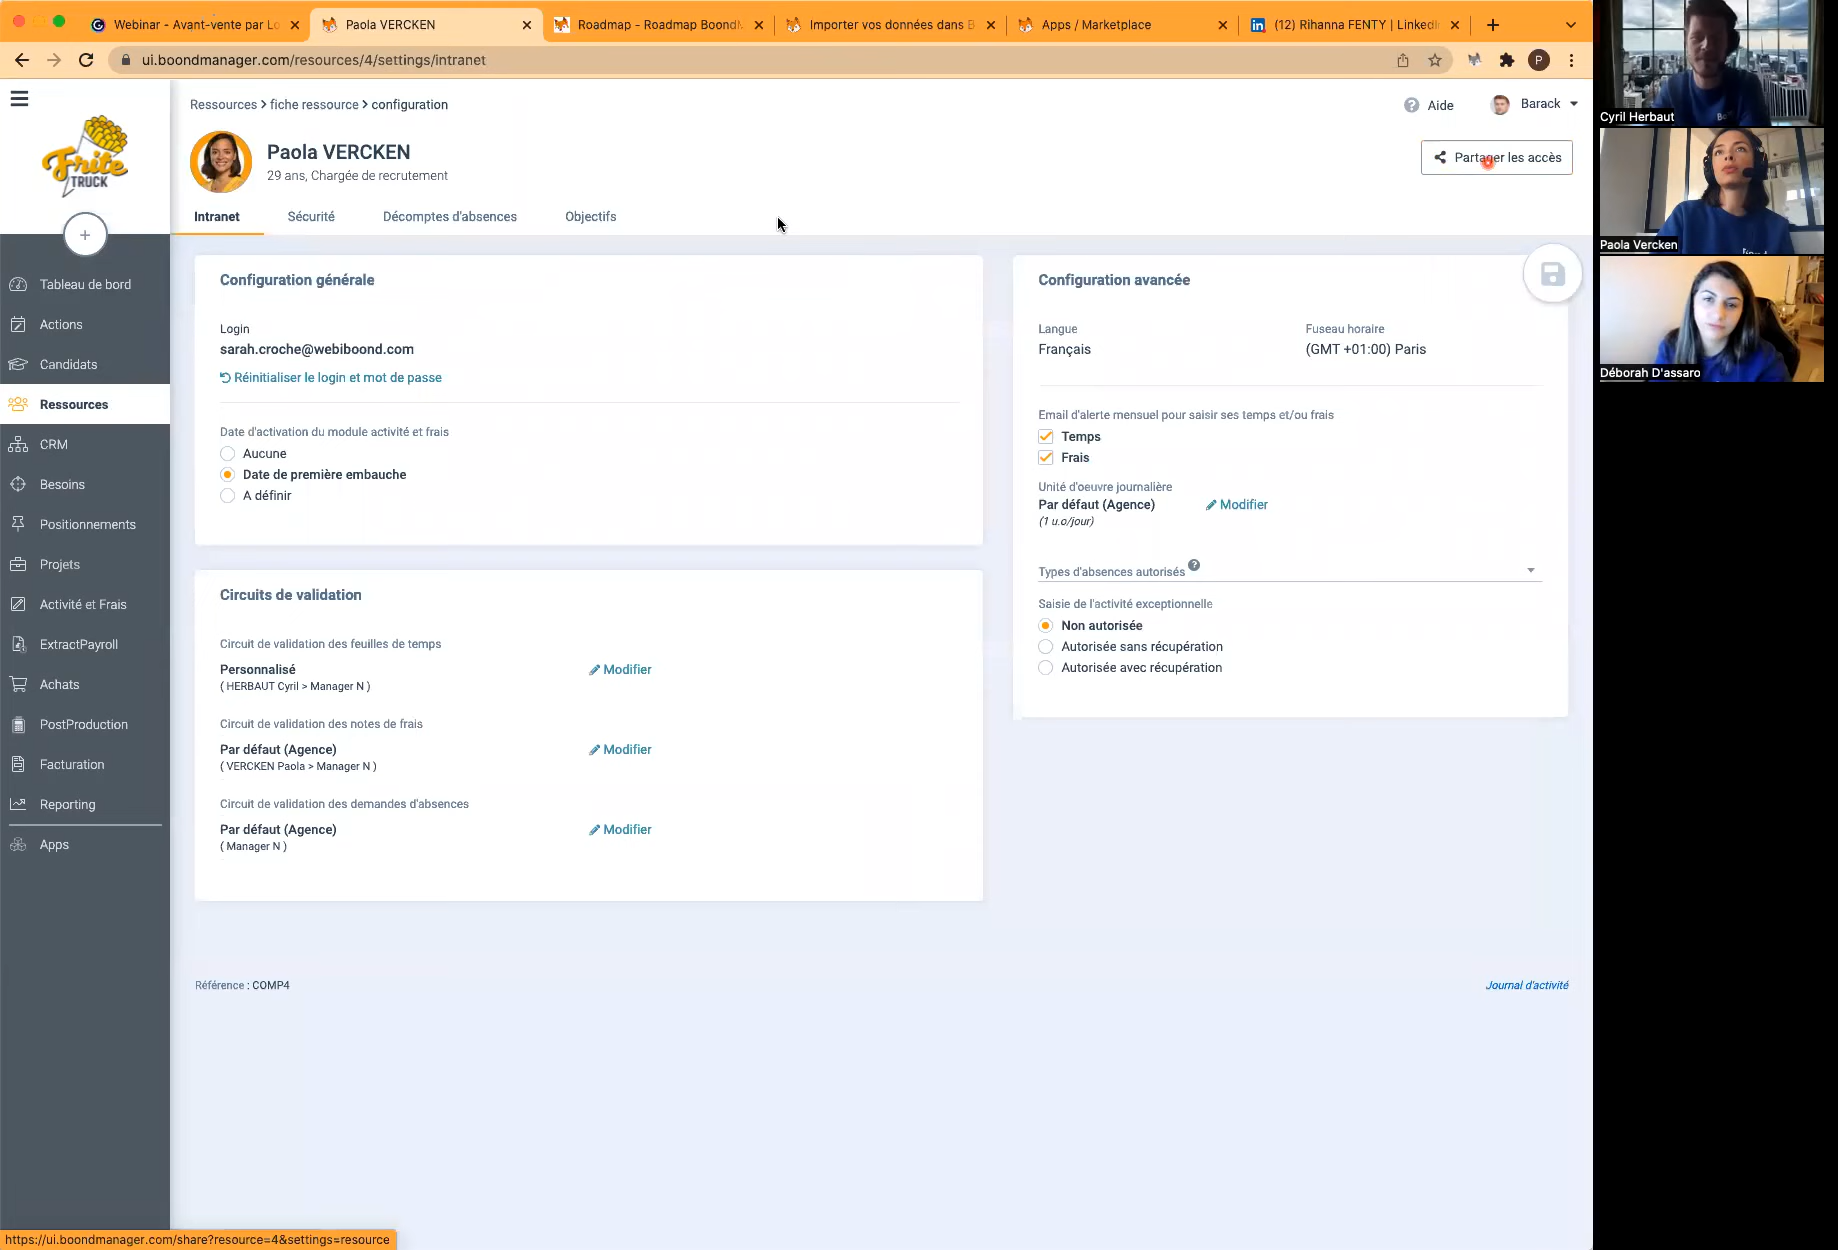 Webinar - Avant-vente par Lo
Paola VERCKEN
Roadmap - Roadmap BoondM
Importer vos données dans B
Apps / Marketplace
(12) Rihanna FENTY | LinkedIn
ui.boondmanager.com/resources/4/settings/intranet
P
Ressources > fiche ressource > configuration
Aide
Barack
Frite
TRUCK
Paola VERCKEN
29 ans, Chargée de recrutement
Partager les accès
Intranet
Sécurité
Décomptes d'absences
Objectifs
Tableau de bord
Actions
Candidats
Ressources
CRM
Besoins
Positionnements
Projets
Activité et Frais
ExtractPayroll
Achats
PostProduction
Facturation
Reporting
Apps
Configuration générale
Login
sarah.croche@webiboond.com
Réinitialiser le login et mot de passe
Date d'activation du module activité et frais
Aucune
Date de première embauche
A définir
Circuits de validation
Circuit de validation des feuilles de temps
Personnalisé
Modifier
( HERBAUT Cyril > Manager N )
Circuit de validation des notes de frais
Par défaut (Agence)
Modifier
( VERCKEN Paola > Manager N )
Circuit de validation des demandes d'absences
Par défaut (Agence)
Modifier
( Manager N )
Configuration avancée
Langue
Français
Fuseau horaire
(GMT +01:00) Paris
Email d'alerte mensuel pour saisir ses temps et/ou frais
Temps
Frais
Unité d'oeuvre journalière
Par défaut (Agence)
Modifier
(1 u.o/jour)
Types d'absences autorisés
Saisie de l'activité exceptionnelle
Non autorisée
Autorisée sans récupération
Autorisée avec récupération
Référence : COMP4
Journal d'activité
https://ui.boondmanager.com/share?resource=4&settings=resource
Cyril Herbaut
Paola Vercken
Déborah D'assaro